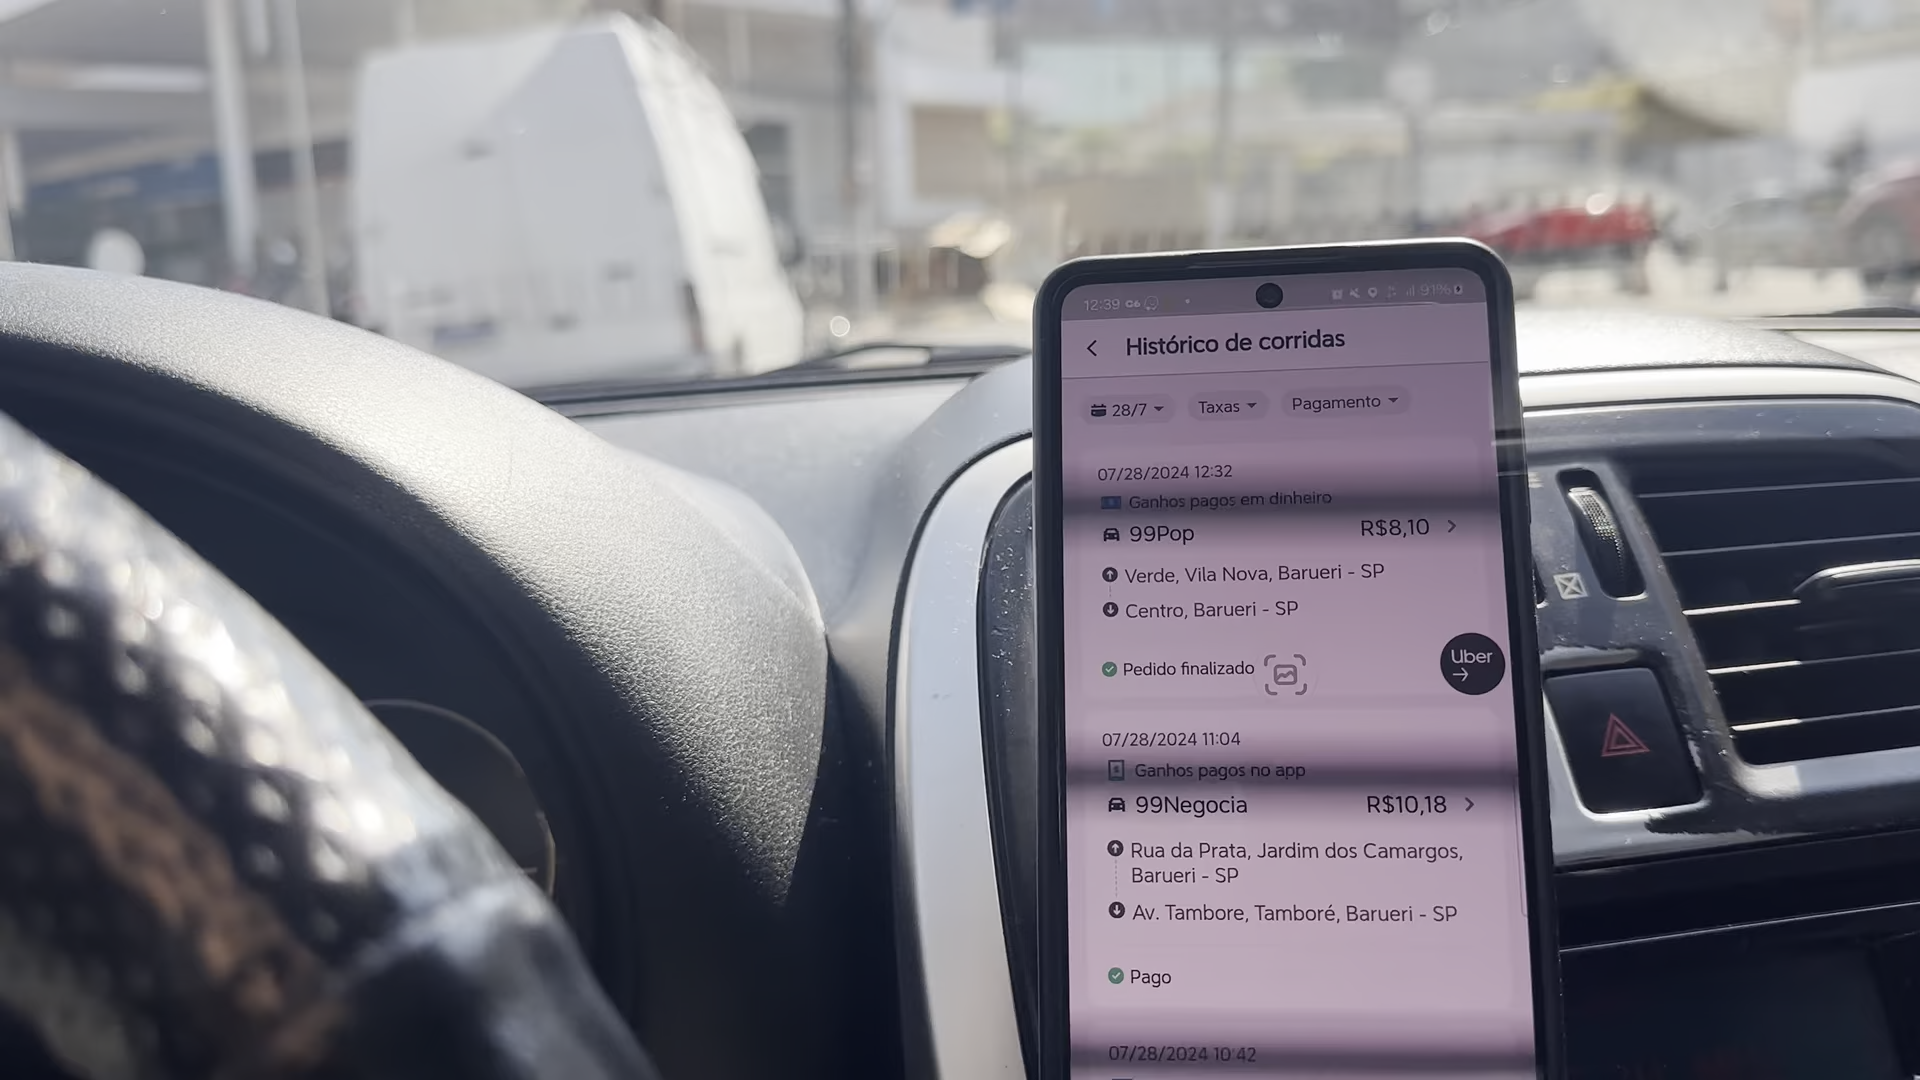 12:39
91%
Histórico de corridas
28/7
Taxas
Pagamento
07/28/2024 12:32
Ganhos pagos em dinheiro
99Pop
R$8,10
Verde, Vila Nova, Barueri - SP
Centro, Barueri - SP
Uber
Pedido finalizado
07/28/2024 11:04
Ganhos pagos no app
99Negocia
R$10,18
Rua da Prata, Jardim dos Camargos,
Barueri - SP
Av. Tambore, Tamboré, Barueri - SP
Pago
07/28/2024 10:42